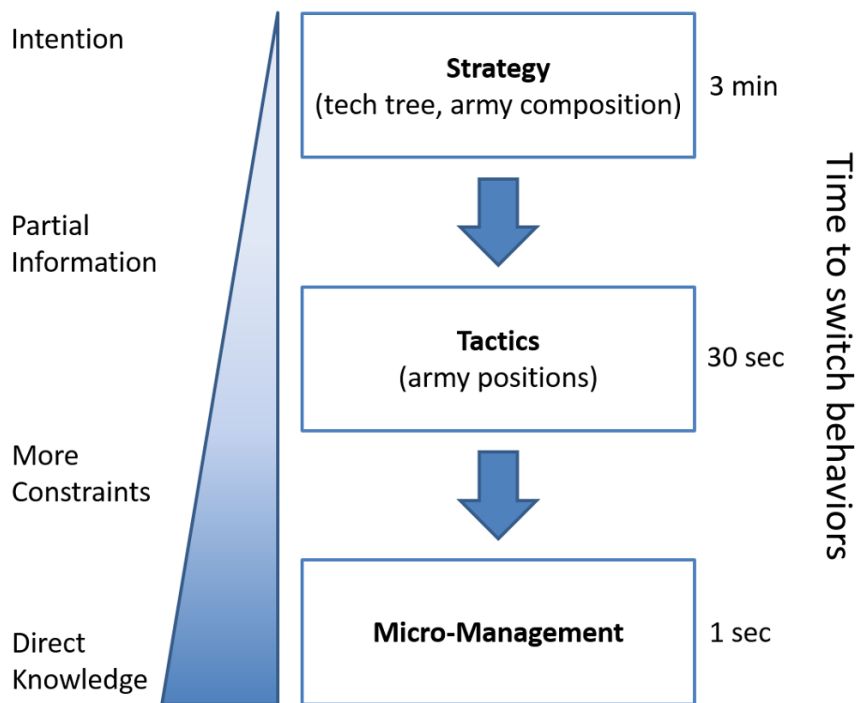 Intention
Strategy
(tech tree, army composition)
3 min
Partial
Information
Tactics
(army positions)
30 sec
More
Constraints
Direct
Knowledge
Micro-Management
1 sec
Time to switch behaviors